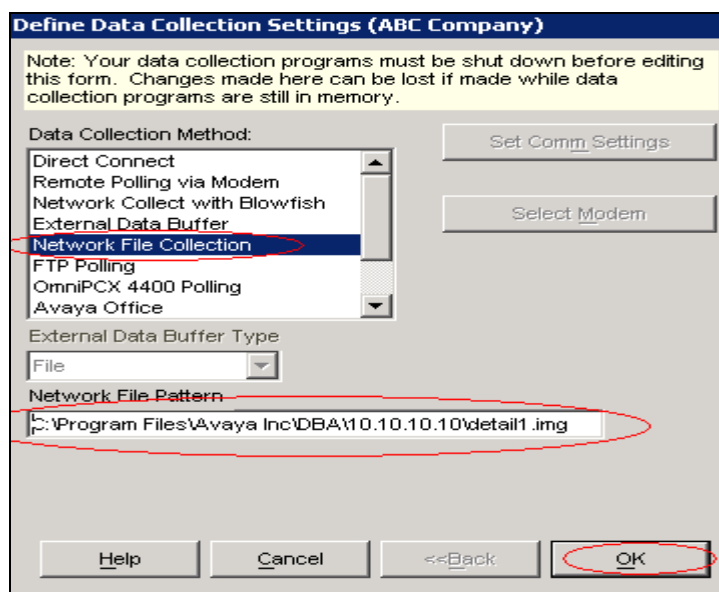 Define Data Collection Settings (ABC Company)
Note: Your data collection programs must be shut down before editing
this form. Changes made here can be lost if made while data
collection programs are still in memory.
Data Collection Method:
Direct Connect
Remote Polling via Modem
Network Collect with Blowfish
External Data Buffer
Network File Collection
FTP Polling
OmniPCX 4400 Polling
Avaya Office
Set Comm Settings
Select Modem
External Data Buffer Type
File
Network File Pattern
C:\Program Files\Avaya Inc\DBA\10.10.10.10\detail1.img
Help
Cancel
<<Back
OK